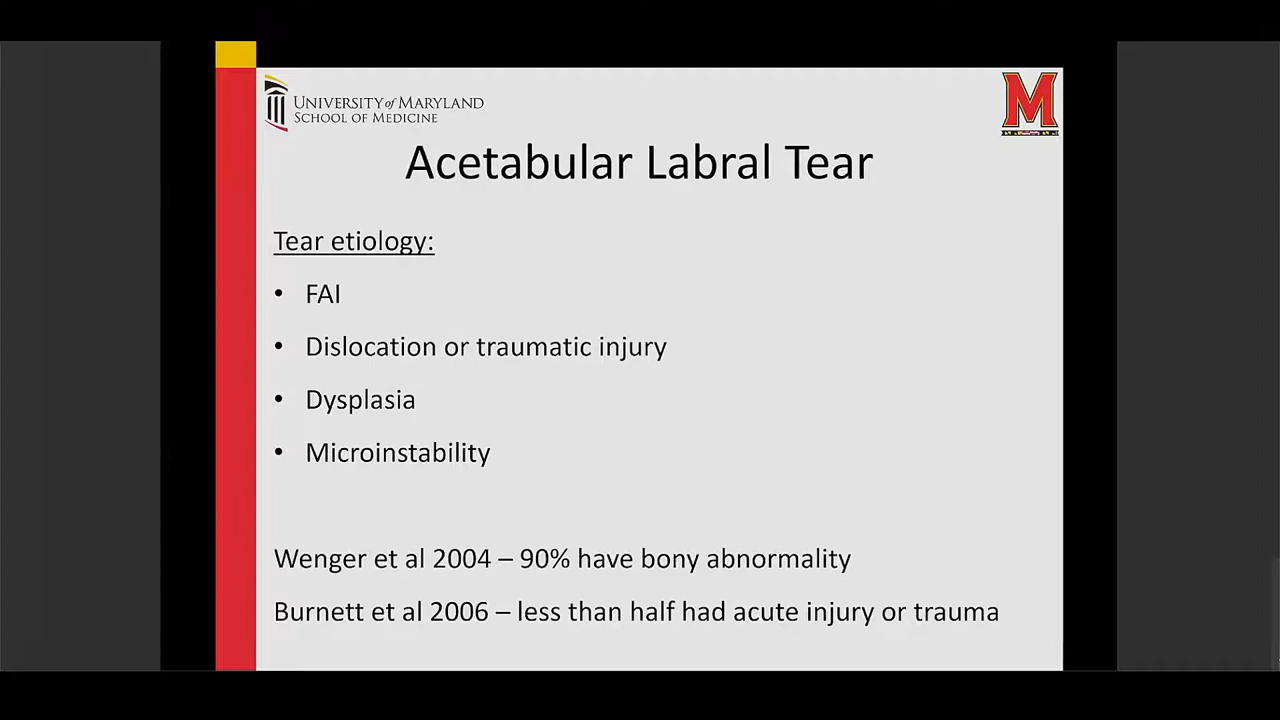 UNIVERSITY of MARYLAND
SCHOOL OF MEDICINE
M
Acetabular Labral Tear
Tear etiology:
• FAI
• Dislocation or traumatic injury
• Dysplasia
• Microinstability
Wenger et al 2004 – 90% have bony abnormality
Burnett et al 2006 – less than half had acute injury or trauma